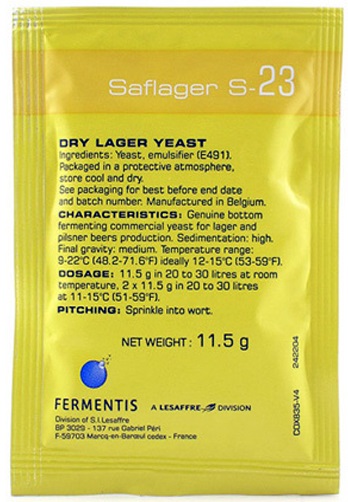 Saflager S-23
DRY LAGER YEAST
Ingredients: Yeast, emulsifier (E491).
Packaged in a protective atmosphere,
store cool and dry.
See packaging for best before end date
and batch number. Manufactured in Belgium.
CHARACTERISTICS: Genuine bottom
fermenting commercial yeast for lager and
pilsner beers production. Sedimentation: high.
Final gravity: medium. Temperature range:
9-22°C (48.2-71.6°F) ideally 12-15°C (53-59°F).
DOSAGE: 11.5 g in 20 to 30 litres at room
temperature, 2 x 11.5 g in 20 to 30 litres
at 11-15°C (51-59°F).
PITCHING: Sprinkle into wort.
NET WEIGHT: 11.5 g
242204
CDX835-V4
FERMENTIS
A LESAFFRE DIVISION
Division of S.I.Lesaffre
BP 3029 - 137 rue Gabriel Péri
F-59703 Marcq-en-Barœul cedex - France